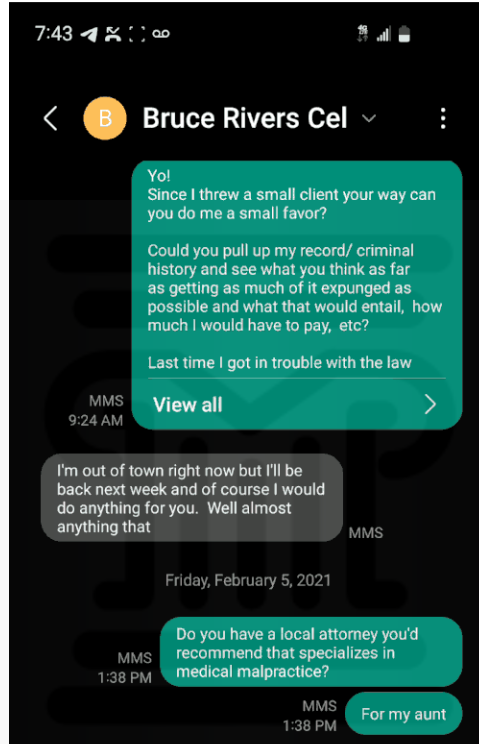 7:43
B Bruce Rivers Cel
Yo!
Since I threw a small client your way can
you do me a small favor?
Could you pull up my record/ criminal
history and see what you think as far
as getting as much of it expunged as
possible and what that would entail, how
much I would have to pay, etc?
Last time I got in trouble with the law
View all
MMS
9:24 AM
I'm out of town right now but I'll be
back next week and of course I would
do anything for you. Well almost
anything that
MMS
Friday, February 5, 2021
Do you have a local attorney you'd
recommend that specializes in
medical malpractice?
MMS
1:38 PM
For my aunt
MMS
1:38 PM